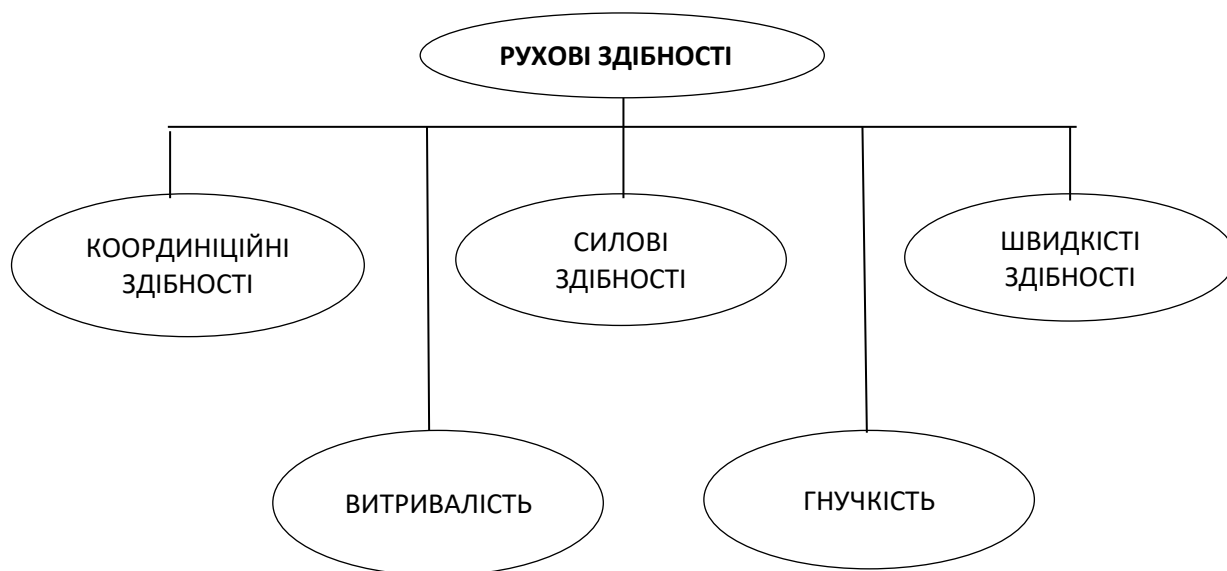 РУХОВІ ЗДІБНОСТІ
КООРДИНІЦІЙНІ
ЗДІБНОСТІ
СИЛОВІ
ЗДІБНОСТІ
ШВИДКІСТІ
ЗДІБНОСТІ
ВИТРИВАЛІСТЬ
ГНУЧКІСТЬ